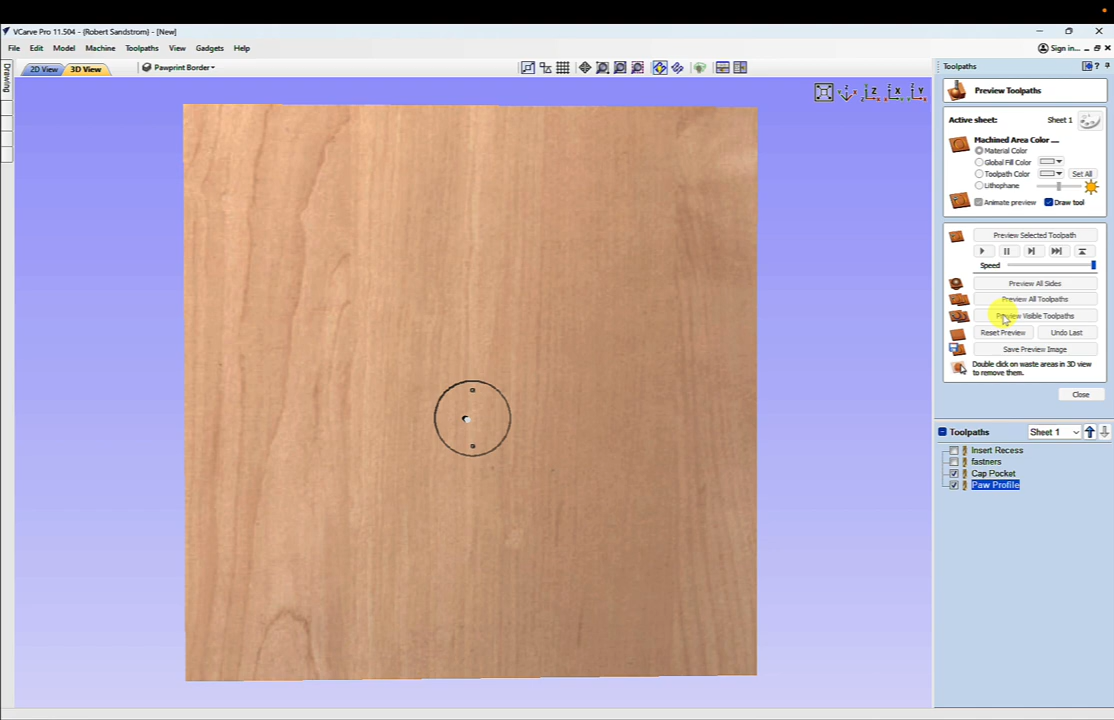 VCarve Pro 11.504 - (Robert Sandstrom) - [New]
File Edit Model Machine Toolpaths View Gadgets Help
Sign in...
2D View 3D View Pawprint Border
Drawing
Z X Y
Toolpaths
Preview Toolpaths
Active sheet: Sheet 1
Machined Area Color ....
Material Color
Global Fill Color
Toolpath Color Set All
Lithophane
Animate preview Draw tool
Preview Selected Toolpath
Speed
Preview All Sides
Preview All Toolpaths
Preview Visible Toolpaths
Reset Preview Undo Last
Save Preview Image
Double click on waste areas in 3D view
to remove them.
Close
Toolpaths Sheet 1
Insert Recess
fastners
Cap Pocket
Paw Profile